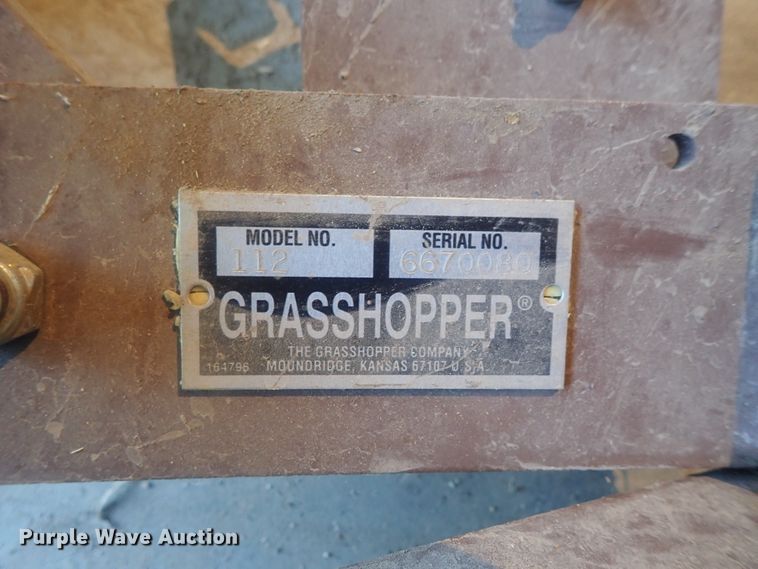 MODEL NO.
112
SERIAL NO.
6670080
GRASSHOPPER®
THE GRASSHOPPER COMPANY
164796 MOUNDRIDGE, KANSAS 67107 U.S.A.
Purple Wave Auction